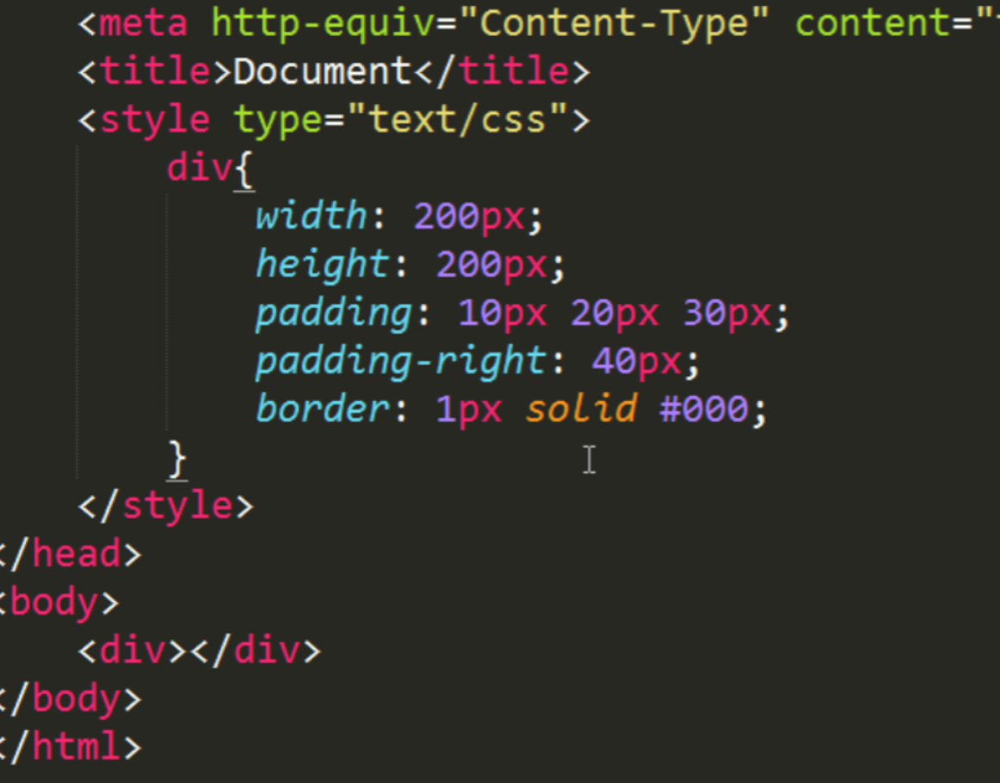 <meta http-equiv="Content-Type" content="
<title>Document</title>
<style type="text/css">
div{
width: 200px;
height: 200px;
padding: 10px 20px 30px;
padding-right: 40px;
border: 1px solid #000;
}
</style>
</head>
<body>
<div></div>
</body>
</html>